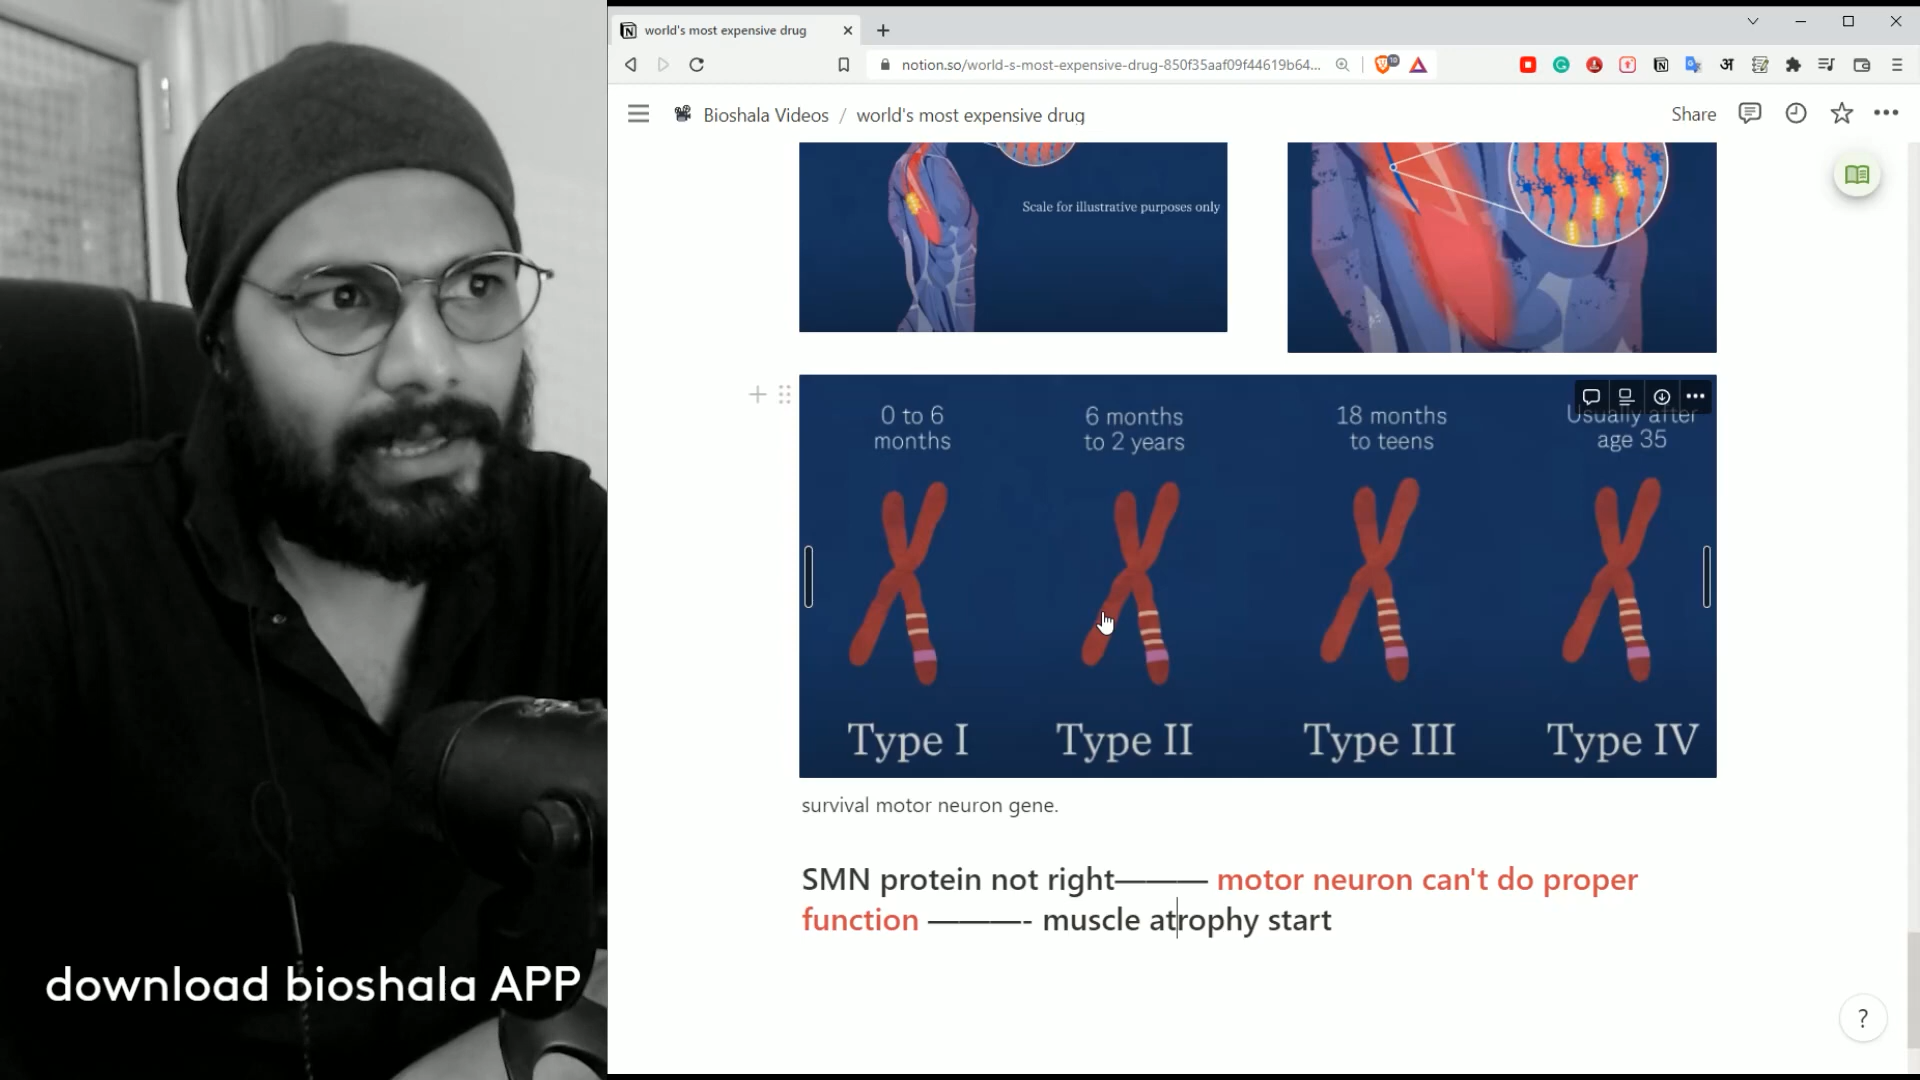 world's most expensive drug
notion.so/world-s-most-expensive-drug-850f35aaf09f44619b64...
10
अ
Bioshala Videos / world's most expensive drug
Share
Scale for illustrative purposes only
0 to 6
months
6 months
to 2 years
18 months
to teens
Usually after
age 35
Type I
Type II
Type III
Type IV
survival motor neuron gene.
SMN protein not right——— motor neuron can't do proper
function ———- muscle atrophy start
download bioshala APP
?